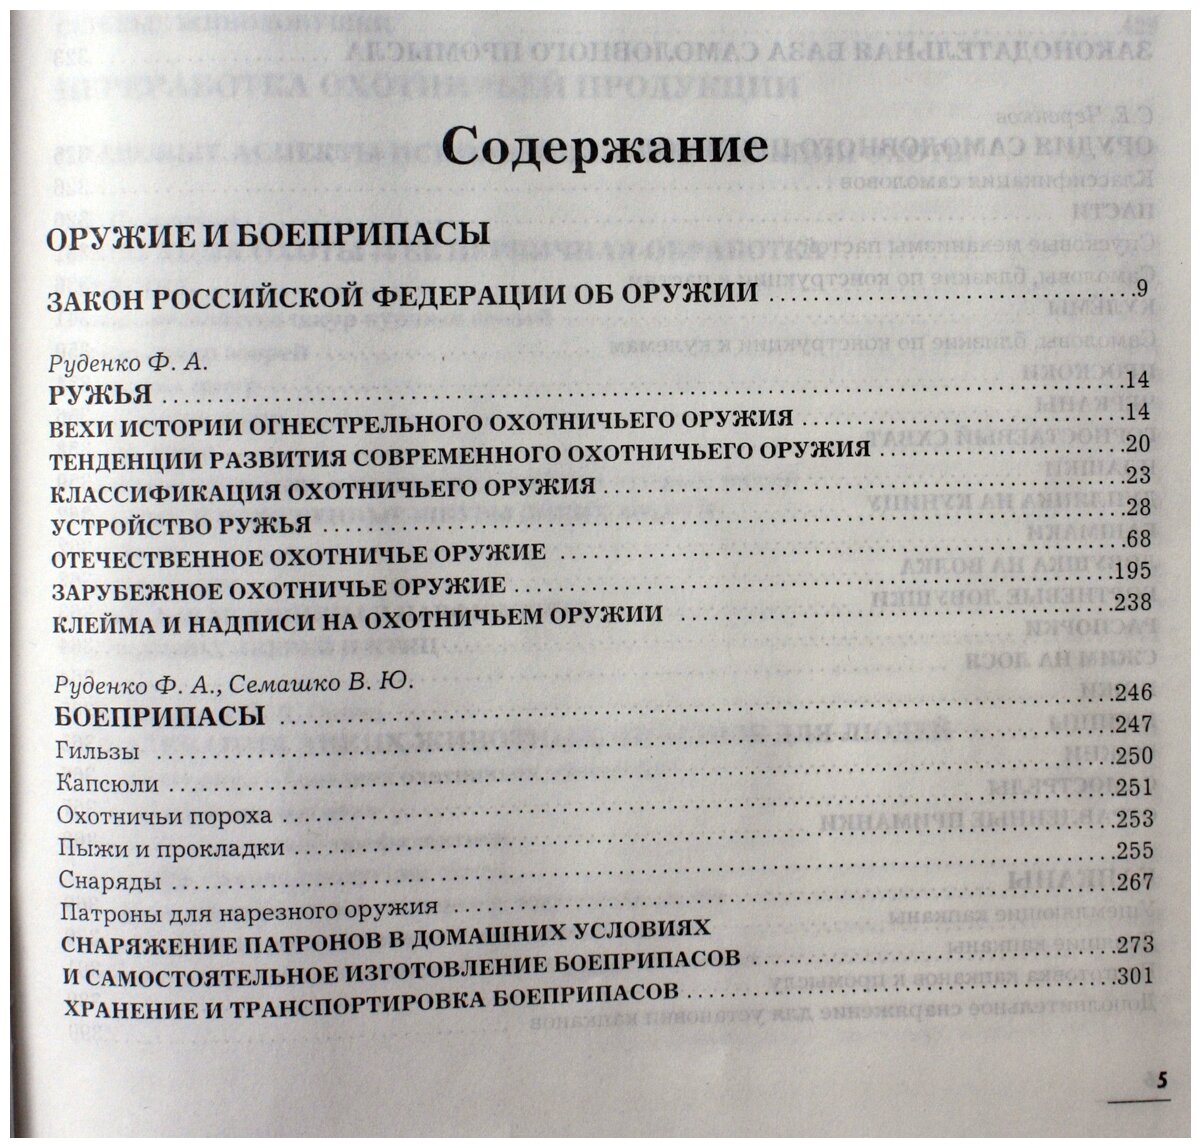 Содержание
ОРУЖИЕ И БОЕПРИПАСЫ
ЗАКОН РОССИЙСКОЙ ФЕДЕРАЦИИ ОБ ОРУЖИИ 9
Руденко Ф. А.
РУЖЬЯ 14
ВЕХИ ИСТОРИИ ОГНЕСТРЕЛЬНОГО ОХОТНИЧЬЕГО ОРУЖИЯ 14
ТЕНДЕНЦИИ РАЗВИТИЯ СОВРЕМЕННОГО ОХОТНИЧЬЕГО ОРУЖИЯ 20
КЛАССИФИКАЦИЯ ОХОТНИЧЬЕГО ОРУЖИЯ 23
УСТРОЙСТВО РУЖЬЯ 28
ОТЕЧЕСТВЕННОЕ ОХОТНИЧЬЕ ОРУЖИЕ 68
ЗАРУБЕЖНОЕ ОХОТНИЧЬЕ ОРУЖИЕ 195
КЛЕЙМА И НАДПИСИ НА ОХОТНИЧЬЕМ ОРУЖИИ 238
Руденко Ф. А., Семашко В. Ю.
БОЕПРИПАСЫ 246
Гильзы 247
Капсюли 250
Охотничьи пороха 251
Пыжи и прокладки 253
Снаряды 255
Патроны для нарезного оружия 267
СНАРЯЖЕНИЕ ПАТРОНОВ В ДОМАШНИХ УСЛОВИЯХ
И САМОСТОЯТЕЛЬНОЕ ИЗГОТОВЛЕНИЕ БОЕПРИПАСОВ 273
ХРАНЕНИЕ И ТРАНСПОРТИРОВКА БОЕПРИПАСОВ 301
5